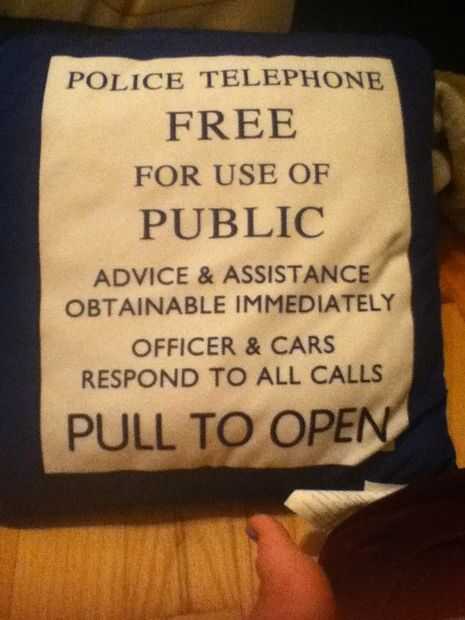 POLICE TELEPHONE
FREE
FOR USE OF
PUBLIC
ADVICE & ASSISTANCE
OBTAINABLE IMMEDIATELY
OFFICER & CARS
RESPOND TO ALL CALLS
PULL TO OPEN